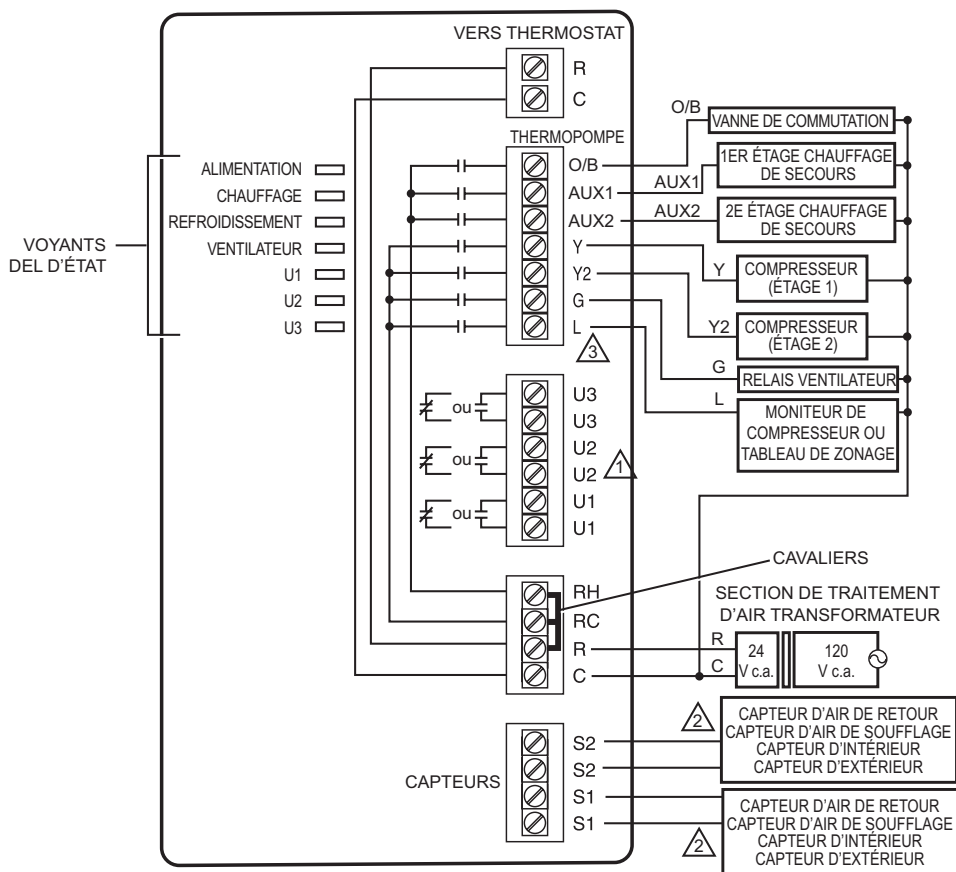 VERS THERMOSTAT
R
C
THERMOPOMPE
O/B
AUX1
AUX2
Y
Y2
G
L
3
ALIMENTATION
CHAUFFAGE
REFROIDISSEMENT
VENTILATEUR
U1
U2
U3
VOYANTS
DEL D'ÉTAT
O/B
VANNE DE COMMUTATION
AUX1
1ER ÉTAGE CHAUFFAGE
DE SECOURS
AUX2
2E ÉTAGE CHAUFFAGE
DE SECOURS
Y
COMPRESSEUR
(ÉTAGE 1)
Y2
COMPRESSEUR
(ÉTAGE 2)
G
RELAIS VENTILATEUR
L
MONITEUR DE
COMPRESSEUR OU
TABLEAU DE ZONAGE
ou
U3
U3
ou
U2
U2
1
ou
U1
U1
CAVALIERS
RH
RC
R
C
SECTION DE TRAITEMENT
D'AIR TRANSFORMATEUR
R
C
24
V c.a.
120
V c.a.
CAPTEURS
S2
S2
S1
S1
2
CAPTEUR D'AIR DE RETOUR
CAPTEUR D'AIR DE SOUFFLAGE
CAPTEUR D'INTÉRIEUR
CAPTEUR D'EXTÉRIEUR
2
CAPTEUR D'AIR DE RETOUR
CAPTEUR D'AIR DE SOUFFLAGE
CAPTEUR D'INTÉRIEUR
CAPTEUR D'EXTÉRIEUR